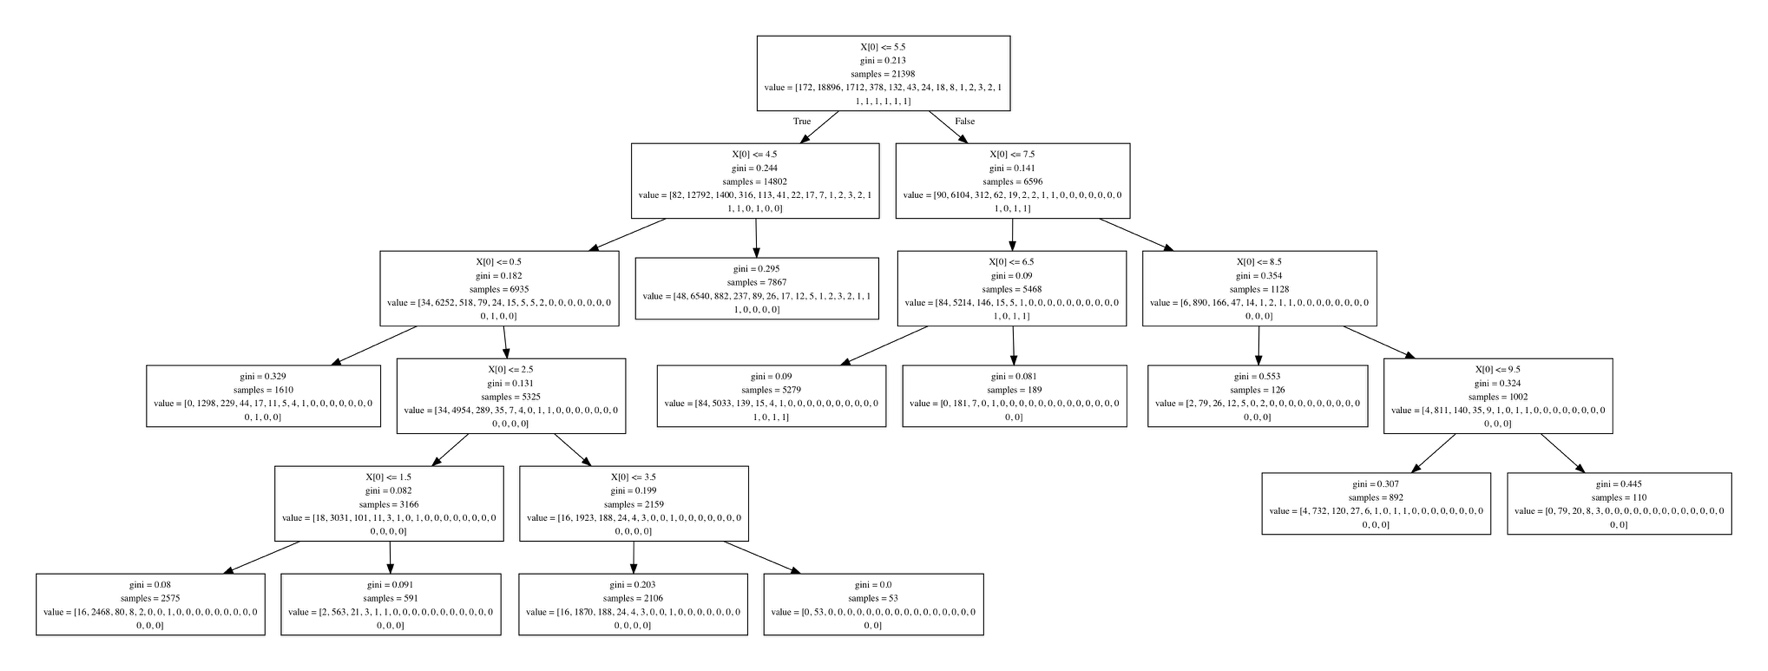 X[0] <= 5.5
gini = 0.213
samples = 21398
value = [172, 18896, 1712, 378, 132, 43, 24, 18, 8, 1, 2, 3, 2, 1
1, 1, 1, 1, 1, 1]
True
False
X[0] <= 4.5
gini = 0.244
samples = 14802
value = [82, 12792, 1400, 316, 113, 41, 22, 17, 7, 1, 2, 3, 2, 1
1, 1, 0, 1, 0, 0]
X[0] <= 7.5
gini = 0.141
samples = 6596
value = [90, 6104, 312, 62, 19, 2, 2, 1, 1, 0, 0, 0, 0, 0, 0
1, 0, 1, 1]
X[0] <= 0.5
gini = 0.182
samples = 6935
value = [34, 6252, 518, 79, 24, 15, 5, 5, 2, 0, 0, 0, 0, 0, 0
0, 1, 0, 0]
gini = 0.295
samples = 7867
value = [48, 6540, 882, 237, 89, 26, 17, 12, 5, 1, 2, 3, 2, 1, 1
1, 0, 0, 0, 0]
X[0] <= 6.5
gini = 0.09
samples = 5468
value = [84, 5214, 146, 15, 5, 1, 0, 0, 0, 0, 0, 0, 0, 0, 0
1, 0, 1, 1]
X[0] <= 8.5
gini = 0.354
samples = 1128
value = [6, 890, 166, 47, 14, 1, 2, 1, 1, 0, 0, 0, 0, 0, 0, 0
0, 0, 0]
gini = 0.329
samples = 1610
value = [0, 1298, 229, 44, 17, 11, 5, 4, 1, 0, 0, 0, 0, 0, 0, 0
0, 1, 0, 0]
X[0] <= 2.5
gini = 0.131
samples = 5325
value = [34, 4954, 289, 35, 7, 4, 0, 1, 1, 0, 0, 0, 0, 0, 0, 0
0, 0, 0, 0]
gini = 0.09
samples = 5279
value = [84, 5033, 139, 15, 4, 1, 0, 0, 0, 0, 0, 0, 0, 0, 0, 0
1, 0, 1, 1]
gini = 0.081
samples = 189
value = [0, 181, 7, 0, 1, 0, 0, 0, 0, 0, 0, 0, 0, 0, 0, 0, 0
0, 0]
gini = 0.553
samples = 126
value = [2, 79, 26, 12, 5, 0, 2, 0, 0, 0, 0, 0, 0, 0, 0, 0, 0
0, 0, 0]
X[0] <= 9.5
gini = 0.324
samples = 1002
value = [4, 811, 140, 35, 9, 1, 0, 1, 1, 0, 0, 0, 0, 0, 0, 0, 0
0, 0, 0]
X[0] <= 1.5
gini = 0.082
samples = 3166
value = [18, 3031, 101, 11, 3, 1, 0, 1, 0, 0, 0, 0, 0, 0, 0, 0
0, 0, 0, 0]
X[0] <= 3.5
gini = 0.199
samples = 2159
value = [16, 1923, 188, 24, 4, 3, 0, 0, 1, 0, 0, 0, 0, 0, 0, 0
0, 0, 0, 0]
gini = 0.307
samples = 892
value = [4, 732, 120, 27, 6, 1, 0, 1, 1, 0, 0, 0, 0, 0, 0, 0, 0
0, 0, 0]
gini = 0.445
samples = 110
value = [0, 79, 20, 8, 3, 0, 0, 0, 0, 0, 0, 0, 0, 0, 0, 0, 0, 0
0, 0]
gini = 0.08
samples = 2575
value = [16, 2468, 80, 8, 2, 0, 0, 1, 0, 0, 0, 0, 0, 0, 0, 0, 0
0, 0, 0]
gini = 0.091
samples = 591
value = [2, 563, 21, 3, 1, 1, 0, 0, 0, 0, 0, 0, 0, 0, 0, 0, 0
0, 0, 0]
gini = 0.203
samples = 2106
value = [16, 1870, 188, 24, 4, 3, 0, 0, 1, 0, 0, 0, 0, 0, 0, 0
0, 0, 0, 0]
gini = 0.0
samples = 53
value = [0, 53, 0, 0, 0, 0, 0, 0, 0, 0, 0, 0, 0, 0, 0, 0, 0, 0
0, 0]